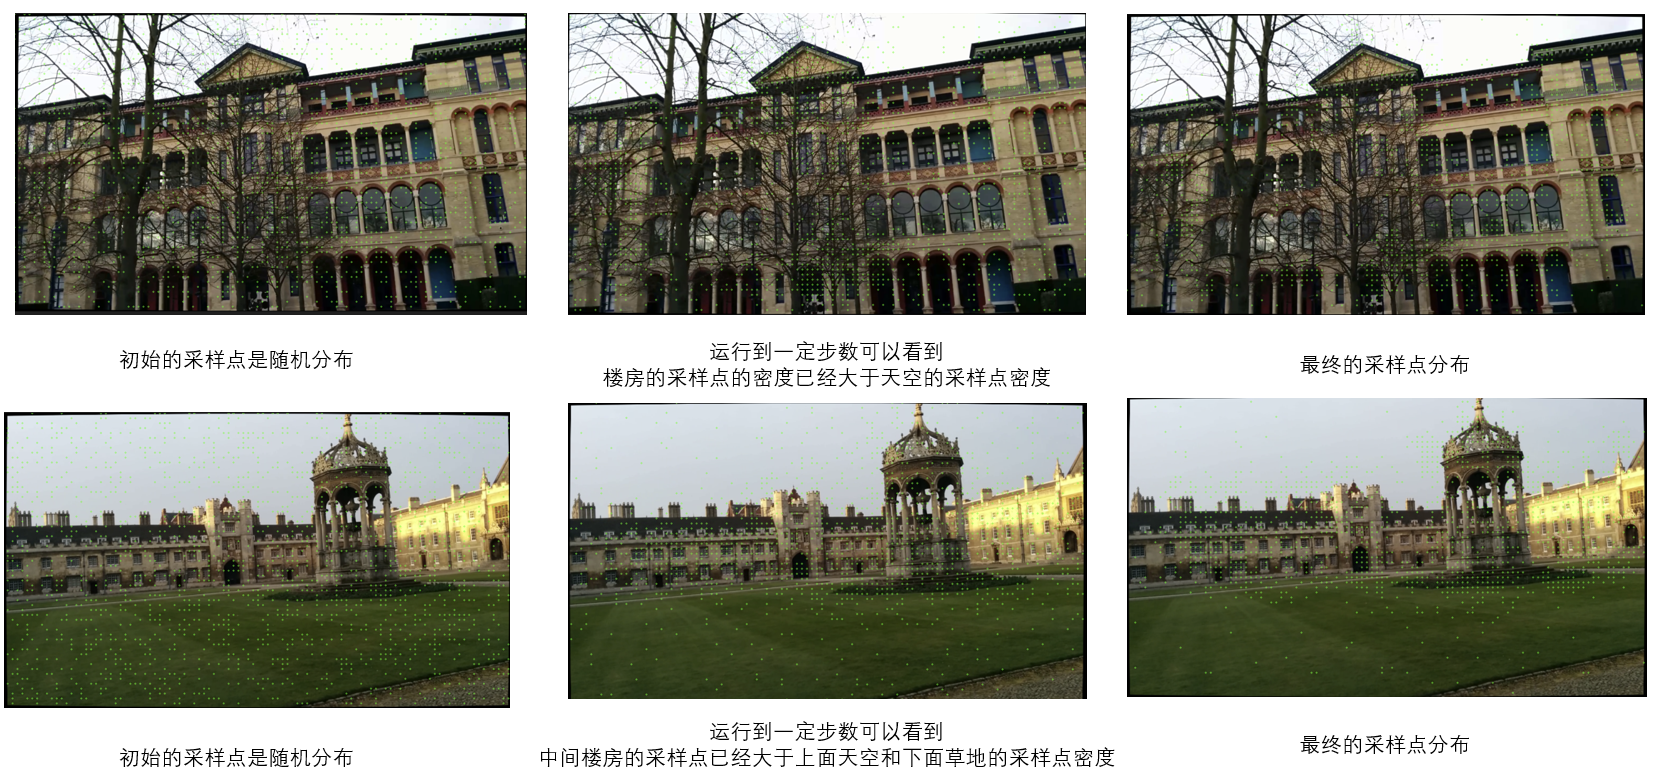 初始的采样点是随机分布
运行到一定步数可以看到
楼房的采样点的密度已经大于天空的采样点密度
最终的采样点分布
初始的采样点是随机分布
运行到一定步数可以看到
中间楼房的采样点已经大于上面天空和下面草地的采样点密度
最终的采样点分布